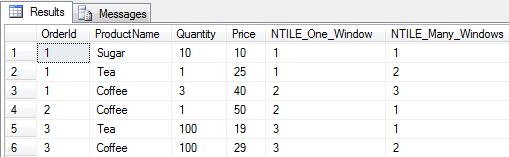 Results Messages
OrderId ProductName Quantity Price NTILE_One_Window NTILE_Many_Windows
1 1 Sugar 10 10 1 1
2 1 Tea 1 25 1 2
3 1 Coffee 3 40 2 3
4 2 Coffee 1 50 2 1
5 3 Tea 100 19 3 1
6 3 Coffee 100 29 3 2